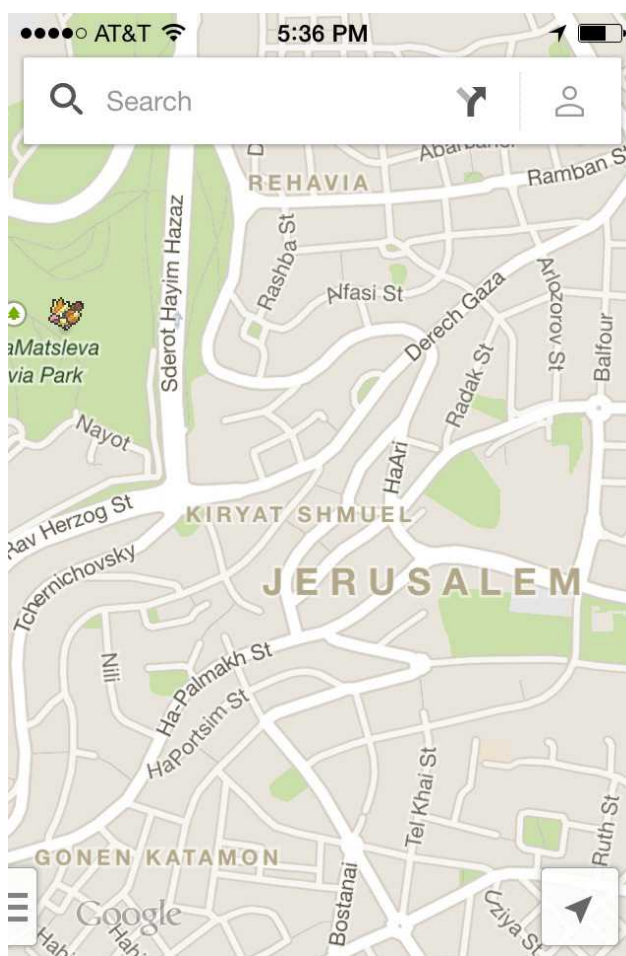 AT&T 5:36 PM
Search
Abarbanel
Ramban S
REHAVIA
Sderot Hayim Hazaz
Rashba St
Alfasi St
Derech Gaza
Arlozorov St
Balfour
Radak St
aMatsleva
via Park
Nayot
HaAri
Rav Herzog St
KIRYAT SHMUEL
Tchernichovsky
JERUSALEM
Nili
Ha-Palmakh St
HaPortsim St
Tel Khai St
Ruth St
GONEN KATAMON
Google
Bostanai
Uziya St